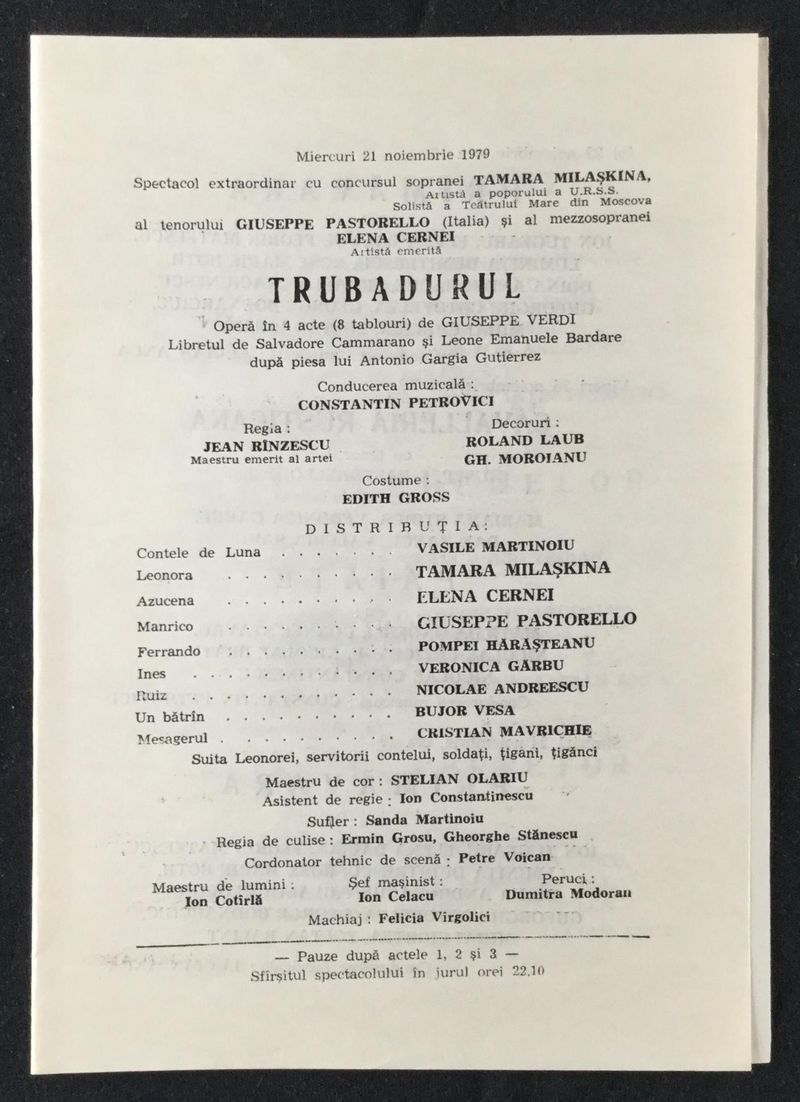 Miercuri 21 noiembrie 1979
Spectacol extraordinar cu concursul sopranei TAMARA MILAŞKINA,
Artistă a poporului a U.R.S.S.
Solistă a Teatrului Mare din Moscova
al tenorului GIUSEPPE PASTORELLO (Italia) şi al mezzosopranei
ELENA CERNEI
Artistă emerită
TRUBADURUL
Operă în 4 acte (8 tablouri) de GIUSEPPE VERDI
Libretul de Salvadore Cammarano şi Leone Emanuele Bardare
după piesa lui Antonio Gargia Gutierrez
Conducerea muzicală :
CONSTANTIN PETROVICI
Regia :
JEAN RÎNZESCU
Maestru emerit al artei
Decoruri :
ROLAND LAUB
GH. MOROIANU
Costume :
EDITH GROSS
DISTRIBUŢIA:
Contele de Luna . . . . . . . VASILE MARTINOIU
Leonora . . . . . . . . . . TAMARA MILAŞKINA
Azucena . . . . . . . . . . ELENA CERNEI
Manrico . . . . . . . . . . GIUSEPPE PASTORELLO
Ferrando . . . . . . . . . . POMPEI HĂRĂŞTEANU
Ines . . . . . . . . . . . VERONICA GÂRBU
Ruiz . . . . . . . . . . . NICOLAE ANDREESCU
Un bătrîn . . . . . . . . . . BUJOR VESA
Mesagerul . . . . . . . . . CRISTIAN MAVRICHIE
Suita Leonorei, servitorii contelui, soldaţi, ţigani, ţigănci
Maestru de cor : STELIAN OLARIU
Asistent de regie : Ion Constantinescu
Sufler : Sanda Martinoiu
Regia de culise : Ermin Grosu, Gheorghe Stănescu
Cordonator tehnic de scenă : Petre Voican
Maestru de lumini :
Ion Cotîrlă
Şef maşinist :
Ion Celacu
Peruci :
Dumitra Modoran
Machiaj : Felicia Virgolici
— Pauze după actele 1, 2 şi 3 —
Sfîrşitul spectacolului în jurul orei 22,10